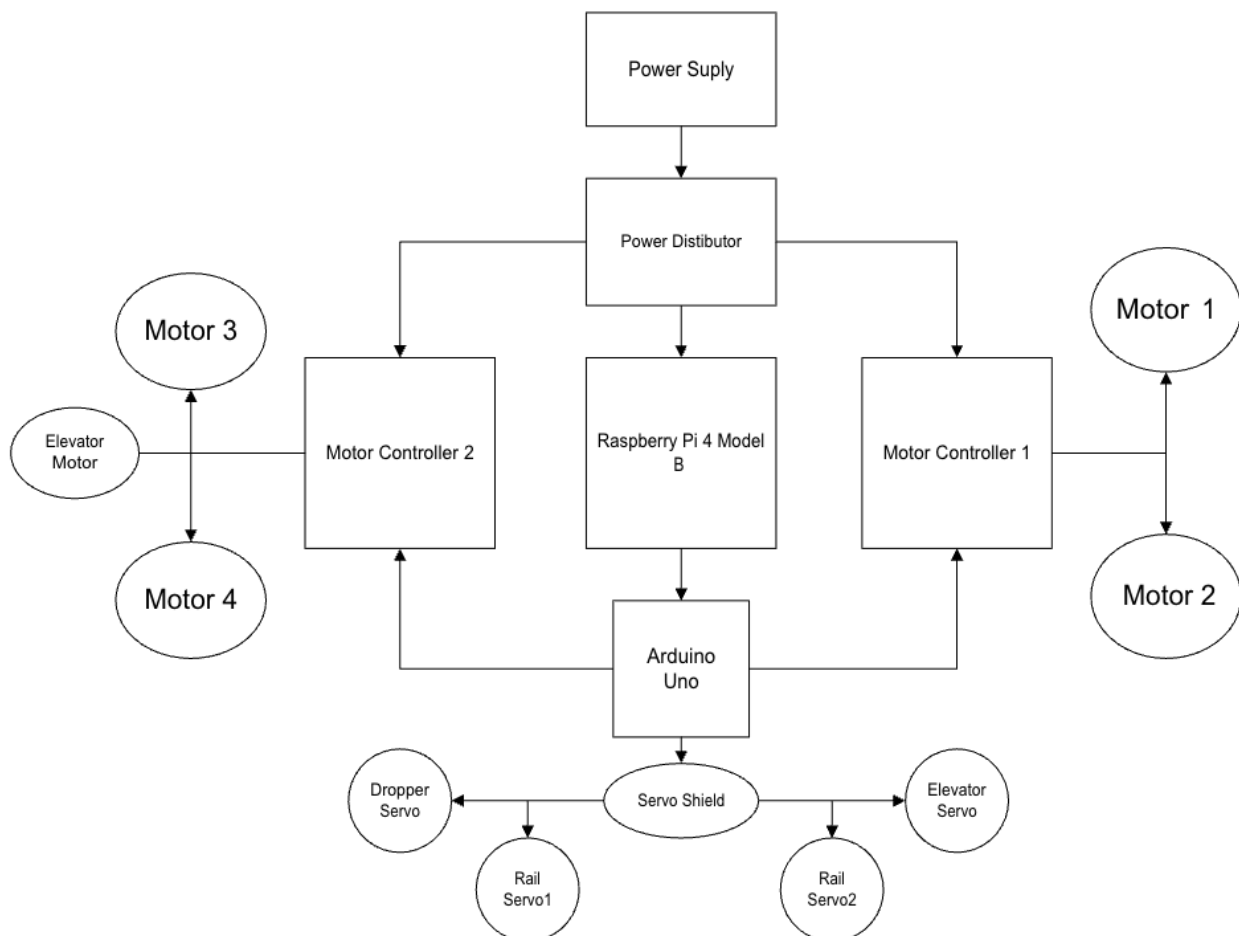 Power Suply
Power Distibutor
Motor 3
Motor 1
Elevator
Motor
Motor Controller 2
Raspberry Pi 4 Model
B
Motor Controller 1
Motor 4
Motor 2
Arduino
Uno
Dropper
Servo
Servo Shield
Elevator
Servo
Rail
Servo1
Rail
Servo2